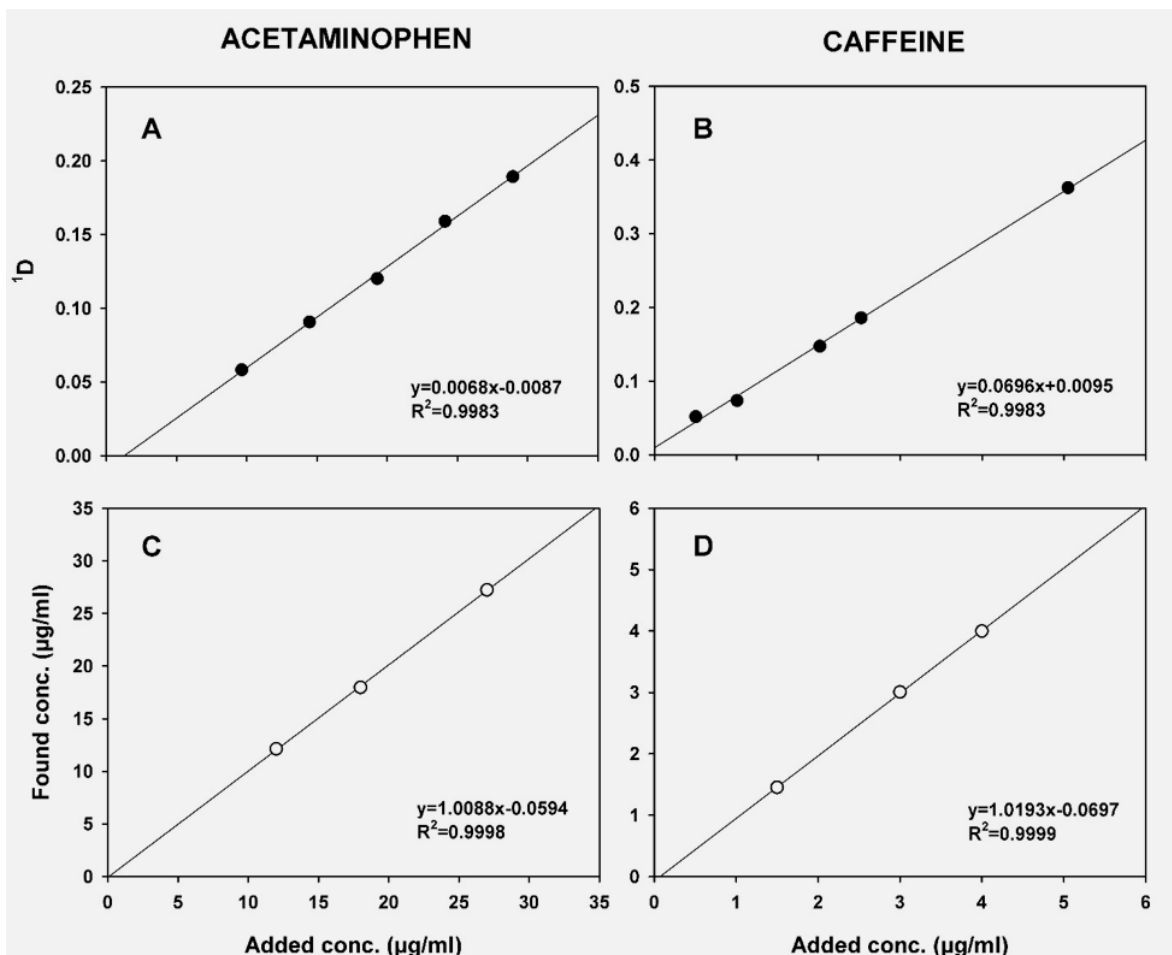 ACETAMINOPHEN
CAFFEINE
0.25
0.20
0.15
0.10
0.05
0.00
¹D
A
y=0.0068x-0.0087
R²=0.9983
0.5
0.4
0.3
0.2
0.1
0.0
B
y=0.0696x+0.0095
R²=0.9983
35
30
25
20
15
10
5
0
Found conc. (µg/ml)
C
y=1.0088x-0.0594
R²=0.9998
0 5 10 15 20 25 30 35
Added conc. (µg/ml)
6
5
4
3
2
1
0
D
y=1.0193x-0.0697
R²=0.9999
0 1 2 3 4 5 6
Added conc. (µg/ml)